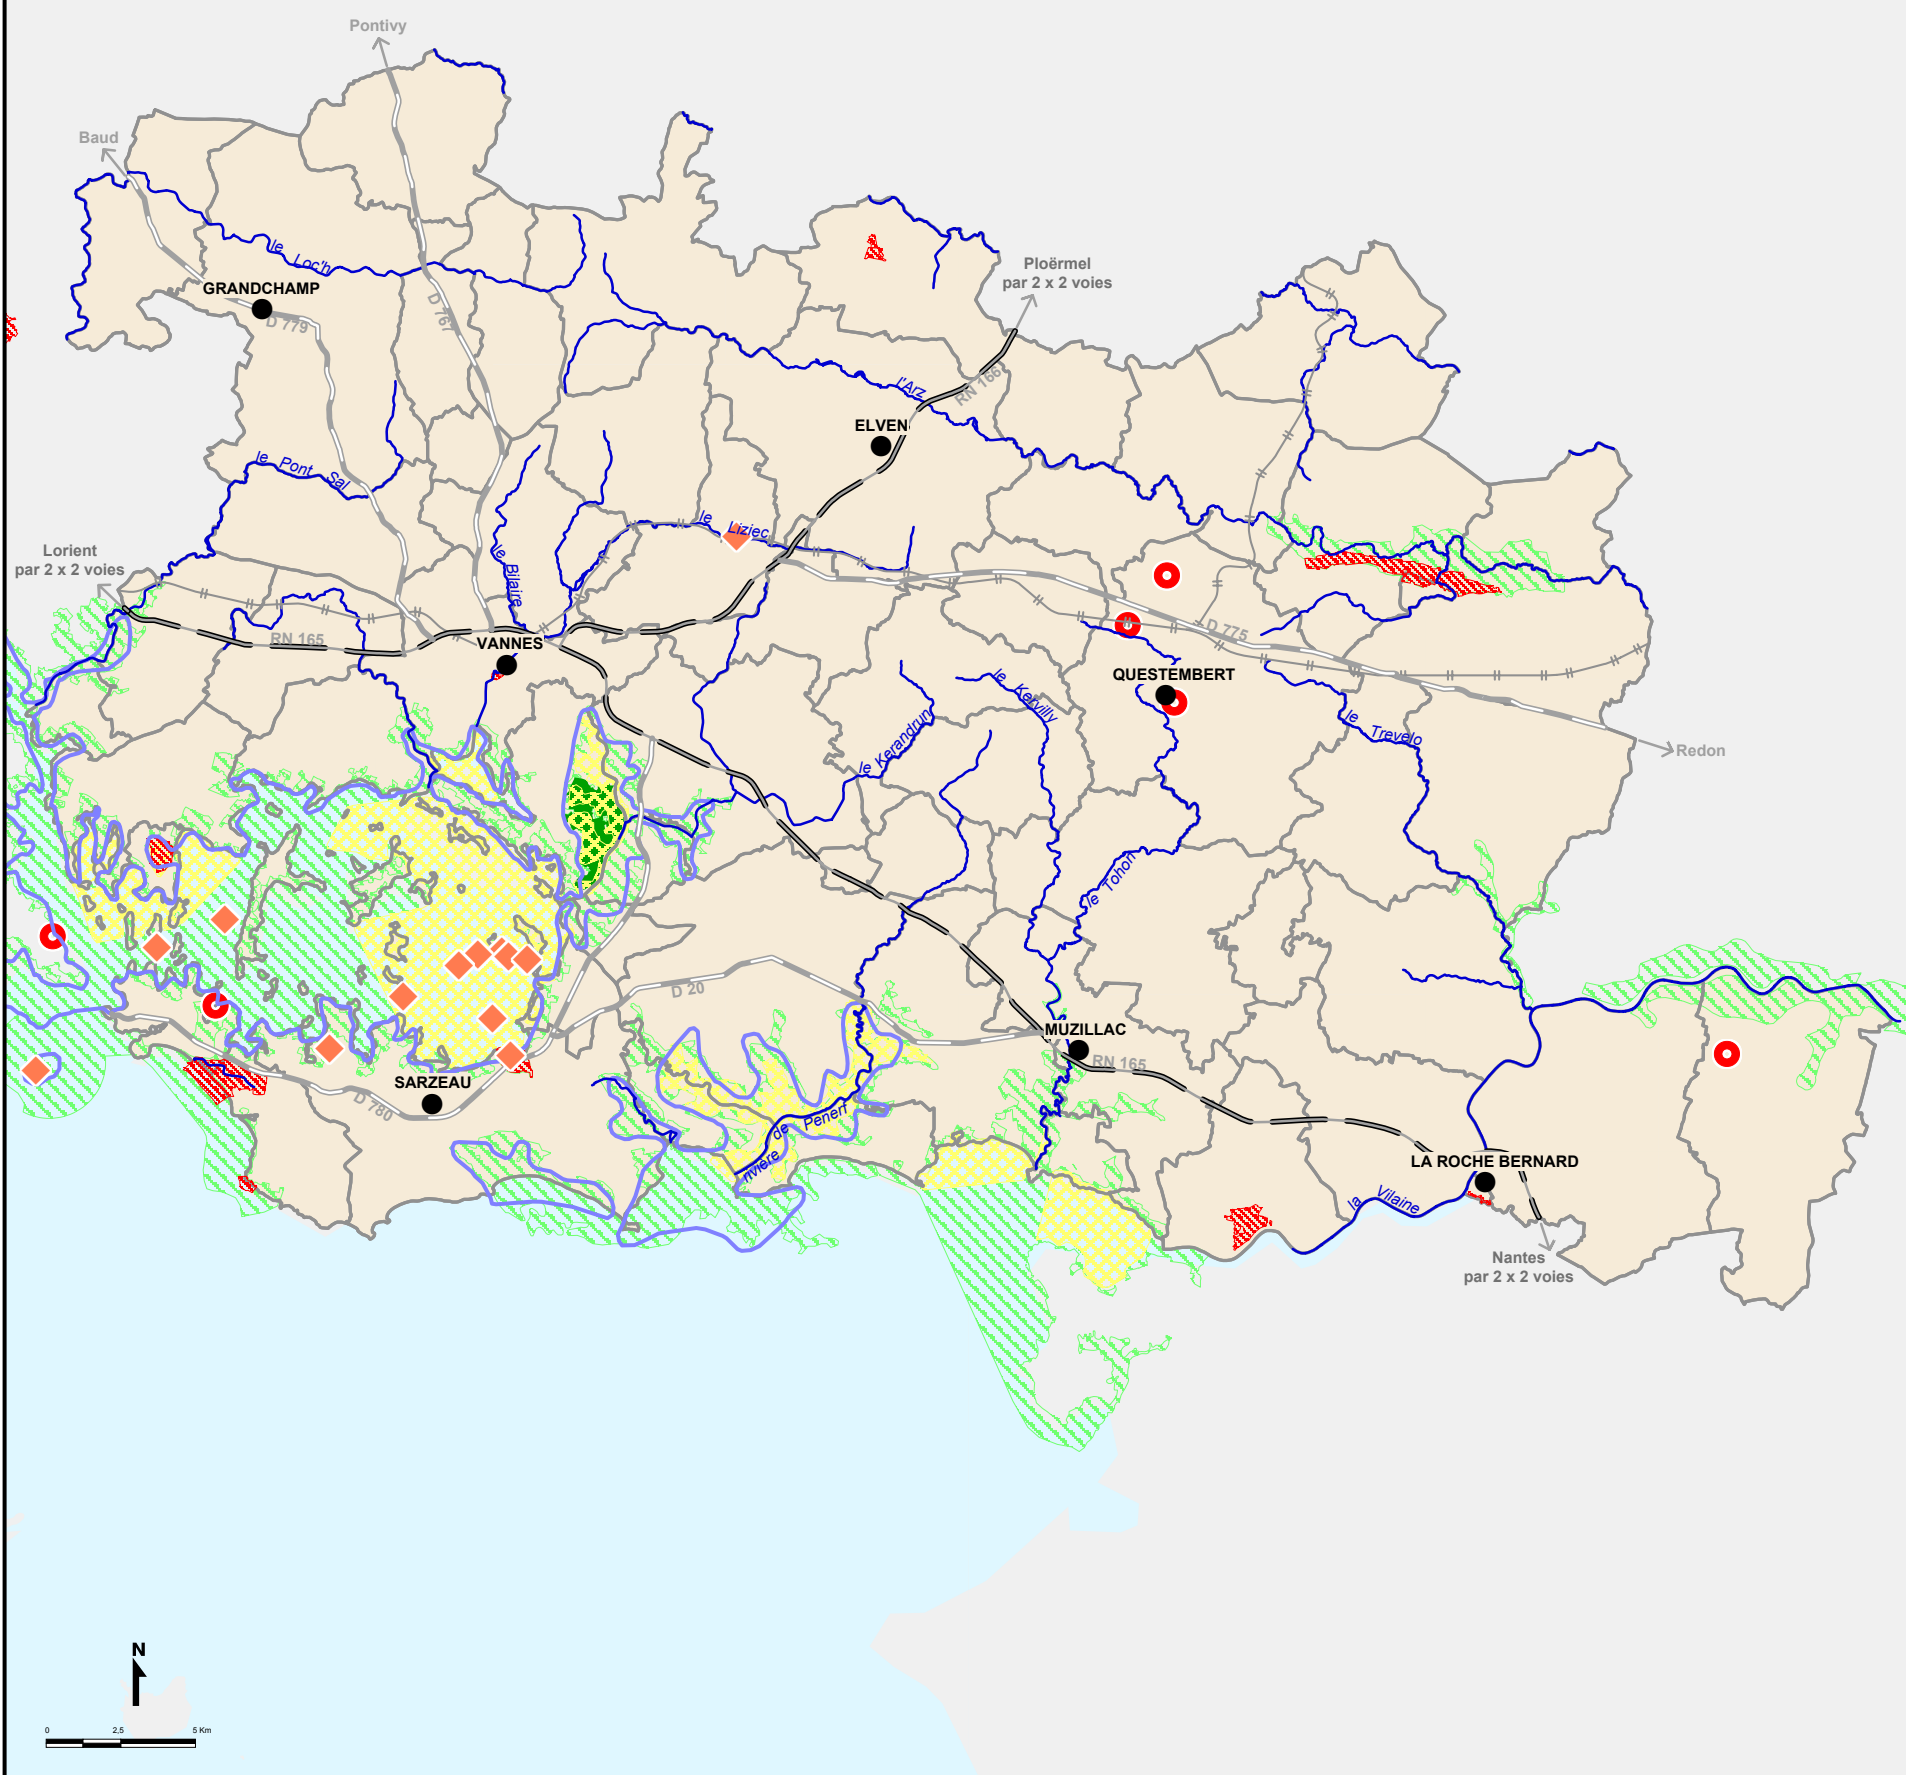 Pontivy
Baud
Ploërmel
par 2 x 2 voies
le Loc'h
GRANDCHAMP
D 779
D 767
RN 166
l'Arz
ELVEN
le Pont Sal
le Liziec
Lorient
par 2 x 2 voies
le Bilaire
RN 165
VANNES
D 775
QUESTEMBERT
le Kervilly
le Kerandrun
le Trevelo
Redon
le Tohon
D 20
MUZILLAC
RN 165
SARZEAU
D 780
rivière de Penerf
LA ROCHE BERNARD
la Vilaine
Nantes
par 2 x 2 voies
N
0 2,5 5 Km